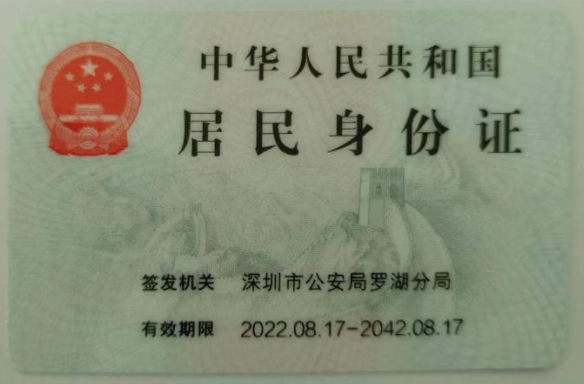 中华人民共和国
居民身份证
签发机关 深圳市公安局罗湖分局
有效期限 2022.08.17-2042.08.17